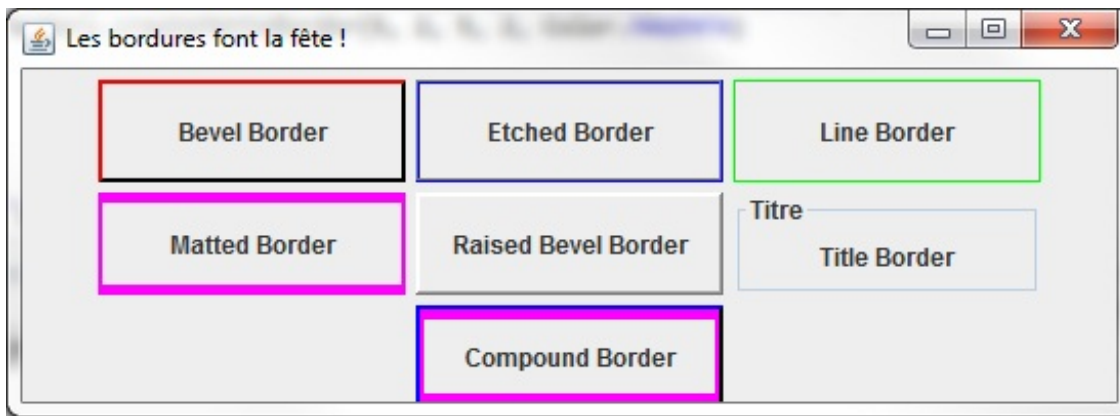 Les bordures font la fête !
Bevel Border
Etched Border
Line Border
Matted Border
Raised Bevel Border
Titre
Title Border
Compound Border